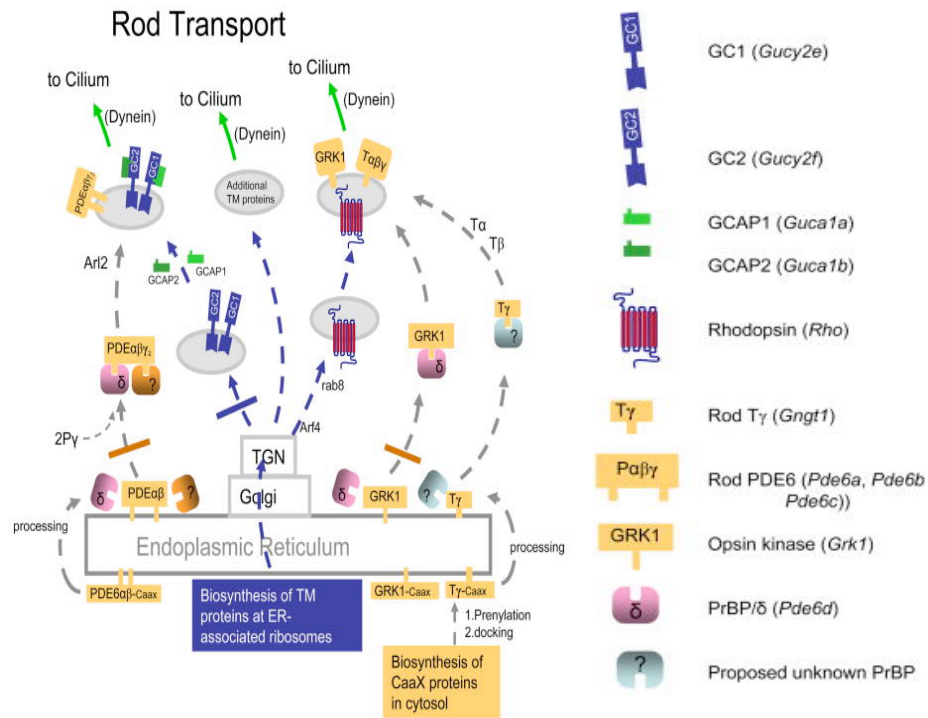 Rod Transport
to Cilium
(Dynein)
to Cilium
(Dynein)
to Cilium
(Dynein)
PDEαβγ₂
GC2
GC1
Additional
TM proteins
GRK1
Tαβγ
Tα
Tβ
Arl2
GCAP2
GCAP1
GC2
GC1
rab8
Arf4
PDEαβγ₂
δ
?
GRK1
δ
Tγ
?
2Pγ
TGN
Golgi
δ
PDEαβ
?
δ
GRK1
?
Tγ
processing
processing
Endoplasmic Reticulum
PDE6αβ-Caax
GRK1-Caax
Tγ-Caax
Biosynthesis of TM
proteins at ER-
associated ribosomes
1.Prenylation
2.docking
Biosynthesis of
CaaX proteins
in cytosol
GC1
GC1 (Gucy2e)
GC2
GC2 (Gucy2f)
GCAP1 (Guca1a)
GCAP2 (Guca1b)
Rhodopsin (Rho)
Tγ
Rod Tγ (Gngt1)
Pαβγ
Rod PDE6 (Pde6a, Pde6b
Pde6c))
GRK1
Opsin kinase (Grk1)
δ
PrBP/δ (Pde6d)
?
Proposed unknown PrBP